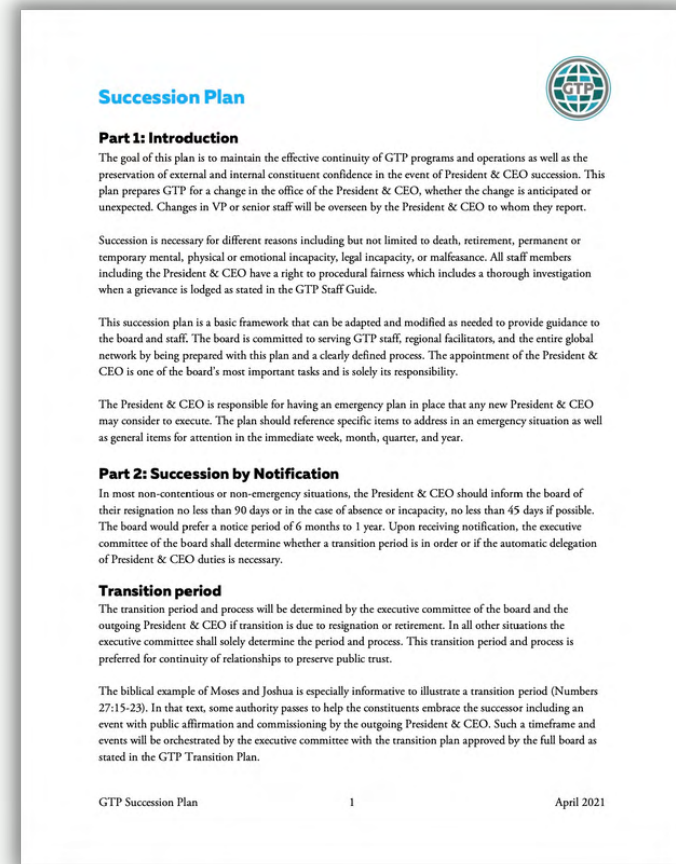 Succession Plan
GTP
Part 1: Introduction
The goal of this plan is to maintain the effective continuity of GTP programs and operations as well as the
preservation of external and internal constituent confidence in the event of President & CEO succession. This
plan prepares GTP for a change in the office of the President & CEO, whether the change is anticipated or
unexpected. Changes in VP or senior staff will be overseen by the President & CEO to whom they report.
Succession is necessary for different reasons including but not limited to death, retirement, permanent or
temporary mental, physical or emotional incapacity, legal incapacity, or malfeasance. All staff members
including the President & CEO have a right to procedural fairness which includes a thorough investigation
when a grievance is lodged as stated in the GTP Staff Guide.
This succession plan is a basic framework that can be adapted and modified as needed to provide guidance to
the board and staff. The board is committed to serving GTP staff, regional facilitators, and the entire global
network by being prepared with this plan and a clearly defined process. The appointment of the President &
CEO is one of the board's most important tasks and is solely its responsibility.
The President & CEO is responsible for having an emergency plan in place that any new President & CEO
may consider to execute. The plan should reference specific items to address in an emergency situation as well
as general items for attention in the immediate week, month, quarter, and year.
Part 2: Succession by Notification
In most non-contentious or non-emergency situations, the President & CEO should inform the board of
their resignation no less than 90 days or in the case of absence or incapacity, no less than 45 days if possible.
The board would prefer a notice period of 6 months to 1 year. Upon receiving notification, the executive
committee of the board shall determine whether a transition period is in order or if the automatic delegation
of President & CEO duties is necessary.
Transition period
The transition period and process will be determined by the executive committee of the board and the
outgoing President & CEO if transition is due to resignation or retirement. In all other situations the
executive committee shall solely determine the period and process. This transition period and process is
preferred for continuity of relationships to preserve public trust.
The biblical example of Moses and Joshua is especially informative to illustrate a transition period (Numbers
27:15-23). In that text, some authority passes to help the constituents embrace the successor including an
event with public affirmation and commissioning by the outgoing President & CEO. Such a timeframe and
events will be orchestrated by the executive committee with the transition plan approved by the full board as
stated in the GTP Transition Plan.
GTP Succession Plan 1 April 2021